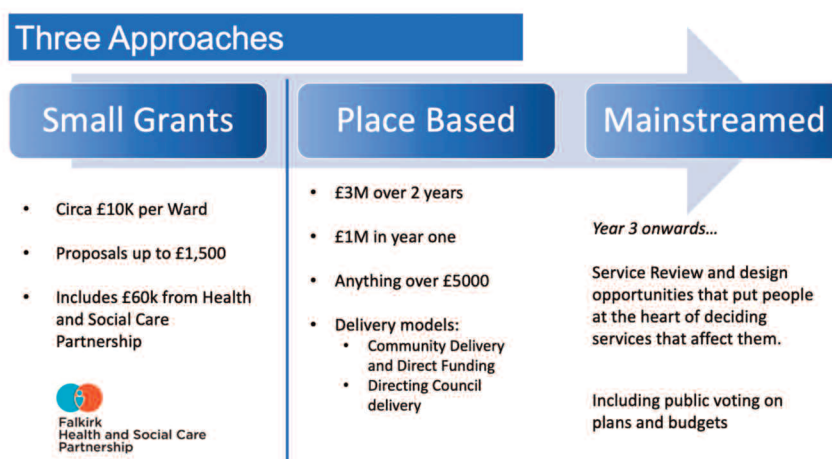 Three Approaches
Small Grants
• Circa £10K per Ward
• Proposals up to £1,500
• Includes £60k from Health
and Social Care
Partnership
Falkirk
Health and Social Care
Partnership
Place Based
• £3M over 2 years
• £1M in year one
• Anything over £5000
• Delivery models:
• Community Delivery
and Direct Funding
• Directing Council
delivery
Mainstreamed
Year 3 onwards...
Service Review and design
opportunities that put people
at the heart of deciding
services that affect them.
Including public voting on
plans and budgets